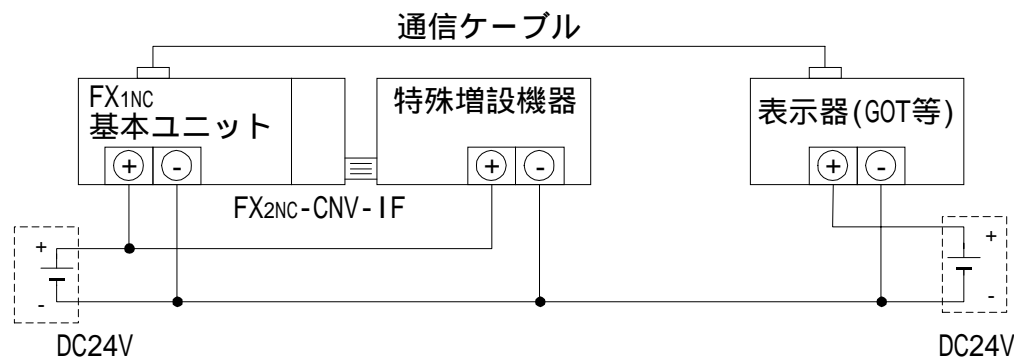 通信ケーブル
FX1NC
基本ユニット
特殊増設機器
表示器(GOT等)
+ -
+ -
+ -
FX2NC-CNV-IF
+
-
+
-
DC24V
DC24V